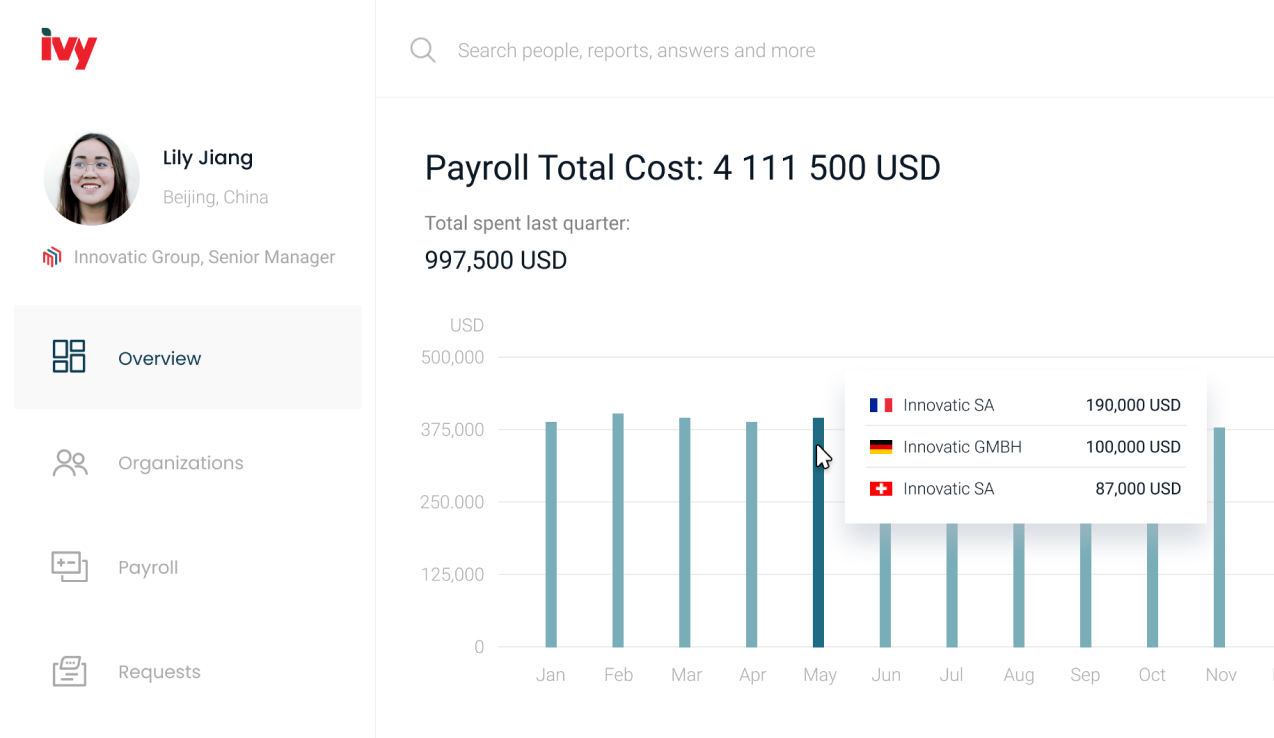 ivy
Search people, reports, answers and more
Lily Jiang
Beijing, China
Innovatic Group, Senior Manager
Overview
Organizations
Payroll
Requests
Payroll Total Cost: 4 111 500 USD
Total spent last quarter:
997,500 USD
USD
500,000
375,000
250.000
125,000
0
Innovatic SA 190,000 USD
Innovatic GMBH 100,000 USD
Innovatic SA 87,000 USD
Jan Feb Mar Apr May Jun Jul Aug Sep Oct Nov